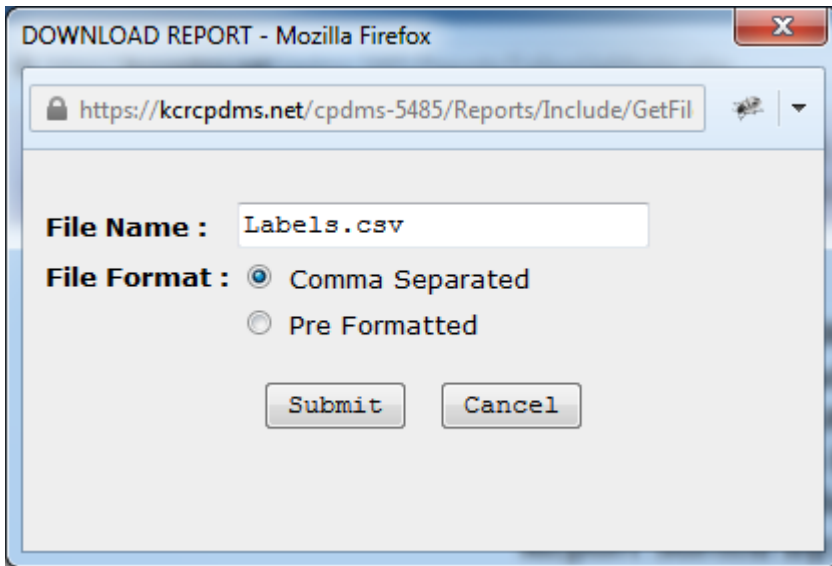 DOWNLOAD REPORT - Mozilla Firefox
https://kcrcpdms.net/cpdms-5485/Reports/Include/GetFil
File Name : Labels.csv
File Format : Comma Separated
Pre Formatted
Submit Cancel